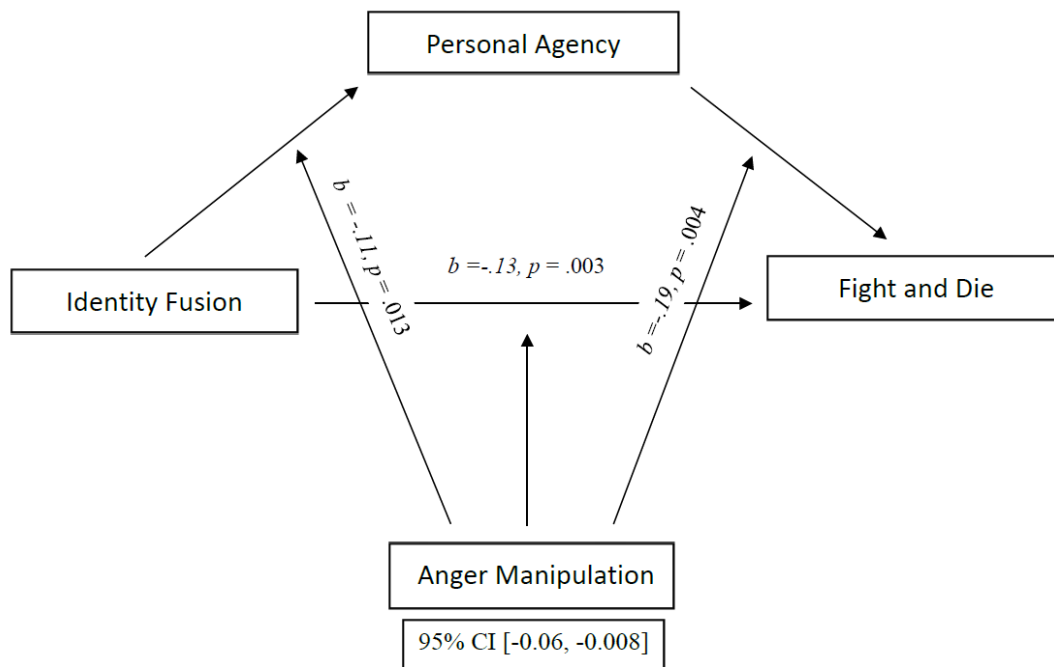 Personal Agency
b = -.11, p = .013
b =-.13, p = .003
b =-.19, p = .004
Identity Fusion
Fight and Die
Anger Manipulation
95% CI [-0.06, -0.008]